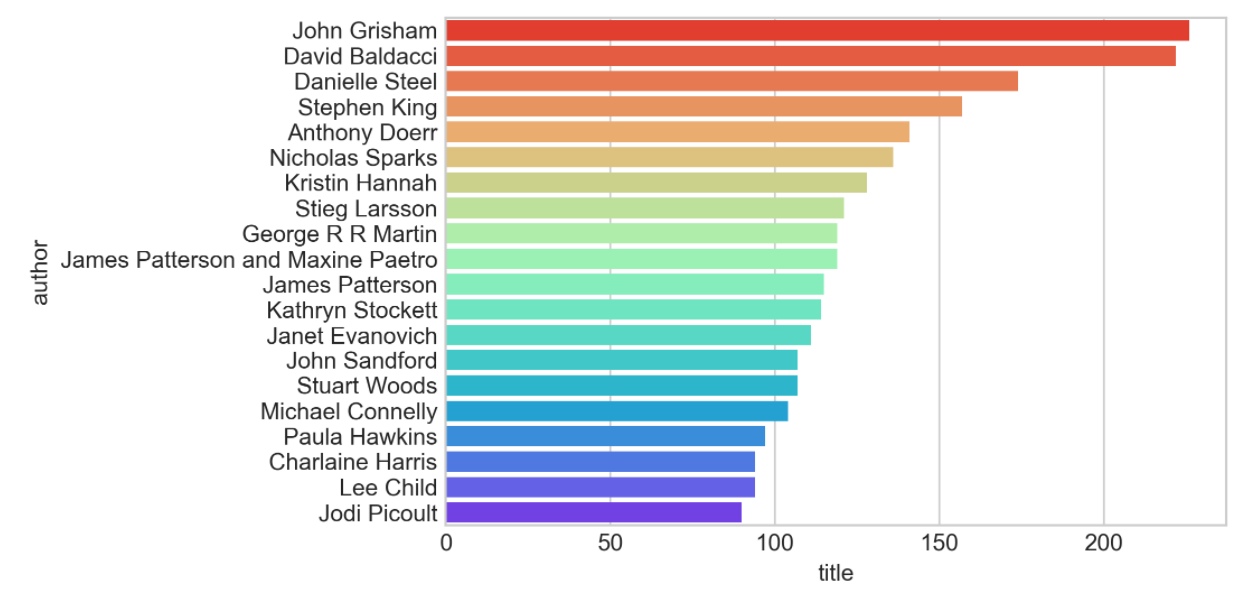 John Grisham
David Baldacci
Danielle Steel
Stephen King
Anthony Doerr
Nicholas Sparks
Kristin Hannah
Stieg Larsson
George R R Martin
James Patterson and Maxine Paetro
James Patterson
Kathryn Stockett
Janet Evanovich
John Sandford
Stuart Woods
Michael Connelly
Paula Hawkins
Charlaine Harris
Lee Child
Jodi Picoult
author
0 50 100 150 200
title